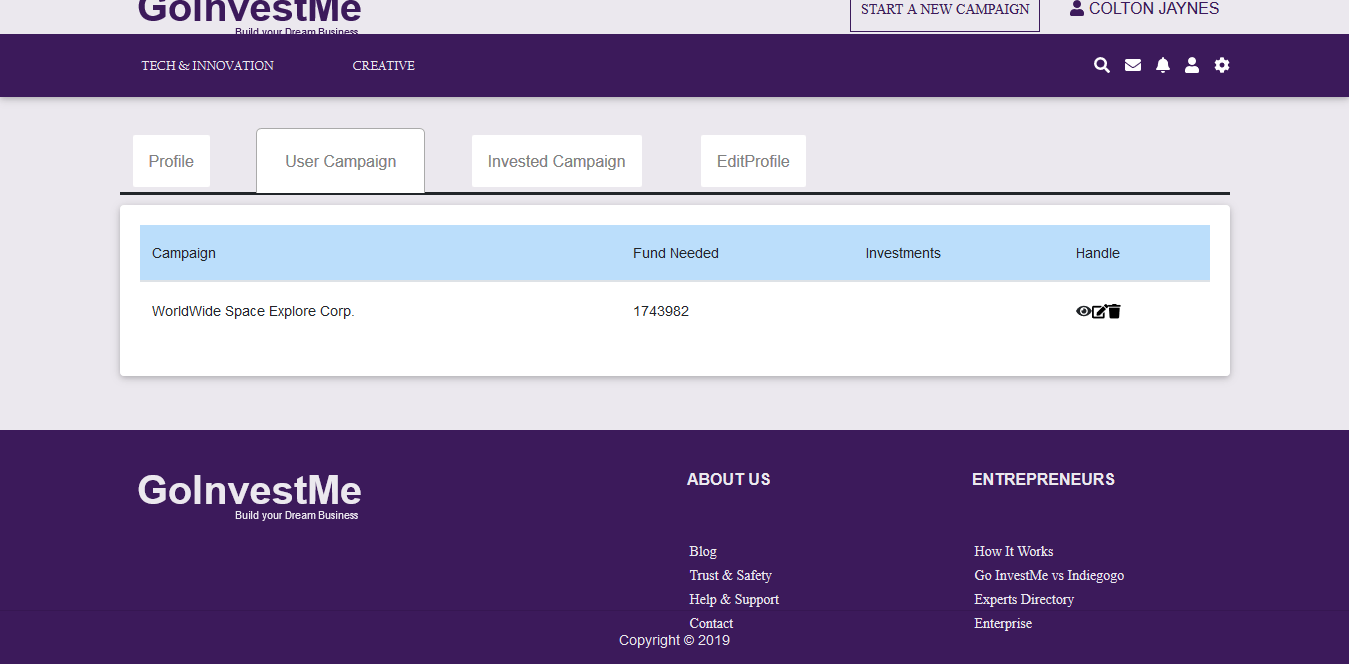 GoInvestMe
Build your Dream Business
START A NEW CAMPAIGN
COLTON JAYNES
TECH & INNOVATION CREATIVE
Profile User Campaign Invested Campaign EditProfile
Campaign Fund Needed Investments Handle
WorldWide Space Explore Corp. 1743982
GoInvestMe
Build your Dream Business
ABOUT US
Blog
Trust & Safety
Help & Support
Contact
ENTREPRENEURS
How It Works
Go InvestMe vs Indiegogo
Experts Directory
Enterprise
Copyright © 2019